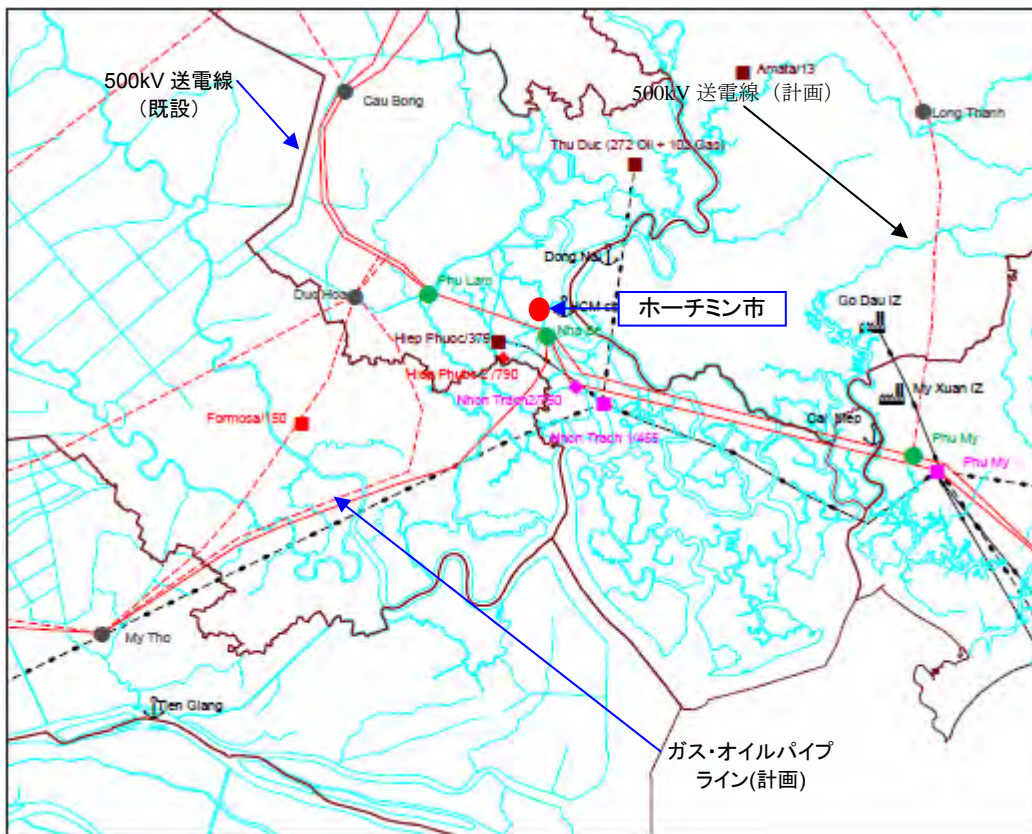 500kV 送電線
（既設）
Cau Bong
Amata/13
500kV 送電線（計画）
Long Thanh
Thu Duc (272 Oil + 102 Gas)
Dong Nai
Duc Hoa
Phu Lam
HCM
ホーチミン市
Go Dau IZ
Nha Be
Hiep Phuoc/375
Hiep Phuoc 2 /790
Nhon Trach2/750
My Xuan IZ
Formosa/150
Nhon Trach 1/465
Cai Mep
Phu My
Phu My
My Tho
Tien Giang
ガス・オイルパイプ
ライン(計画)